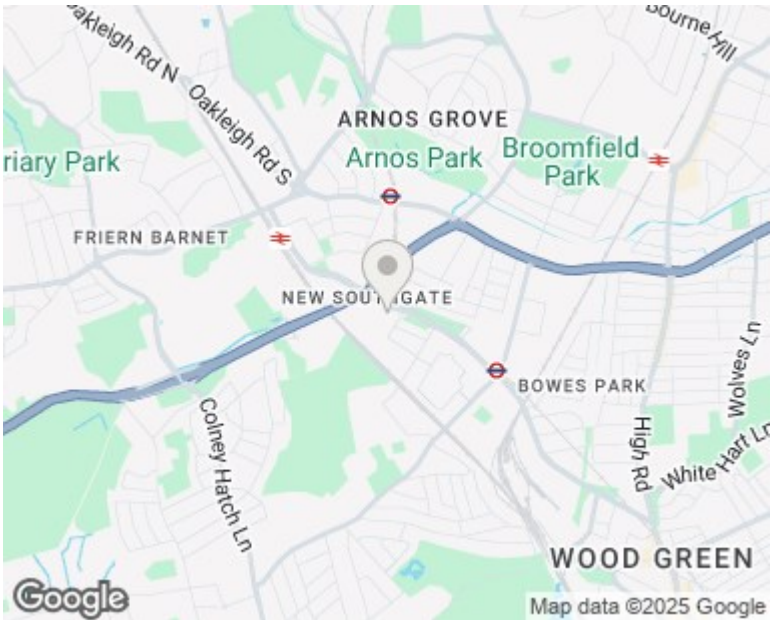 bourne Hill
akleigh Rd N
Oakleigh Rd S
ARNOS GROVE
Arnos Park
Broomfield
Park
riary Park
FRIERN BARNET
NEW SOUTHGATE
BOWES PARK
Wolves Ln
High Rd
White Hart Ln
Colney Hatch Ln
WOOD GREEN
Google
Map data ©2025 Google